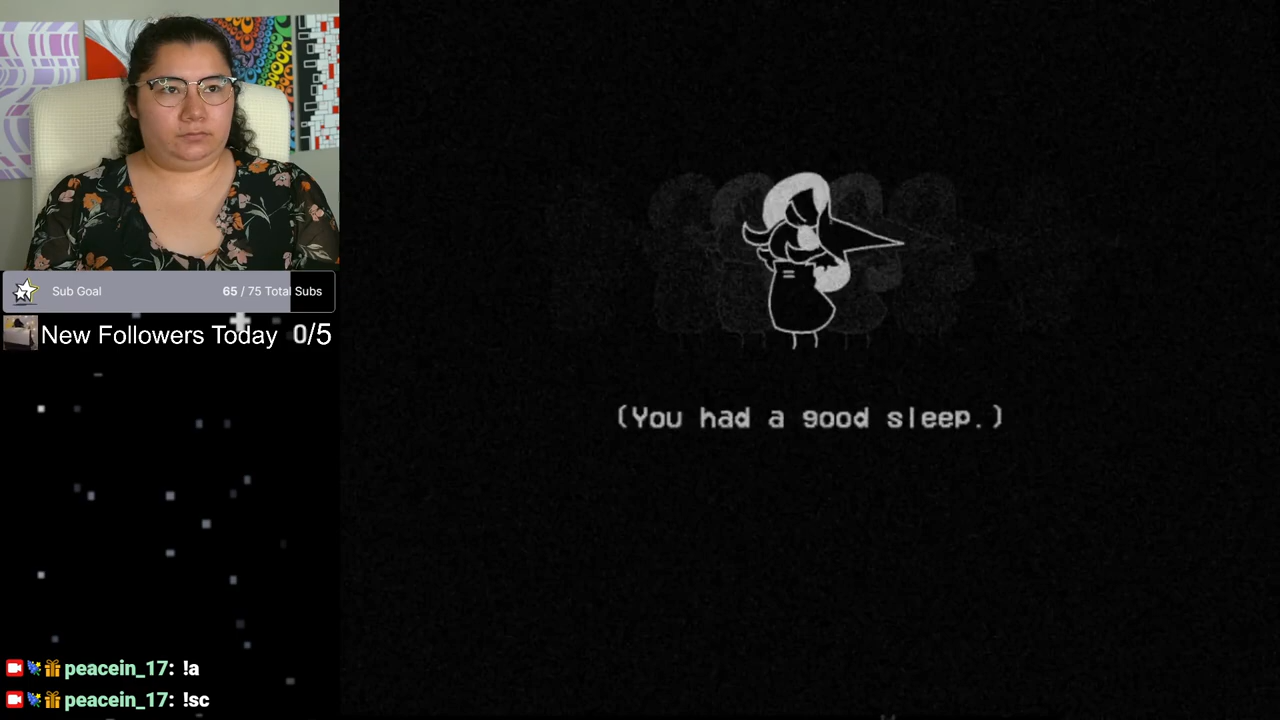 Sub Goal 65 / 75 Total Subs
New Followers Today 0/5
(You had a good sleep.)
peacein_17: !a
peacein_17: !sc